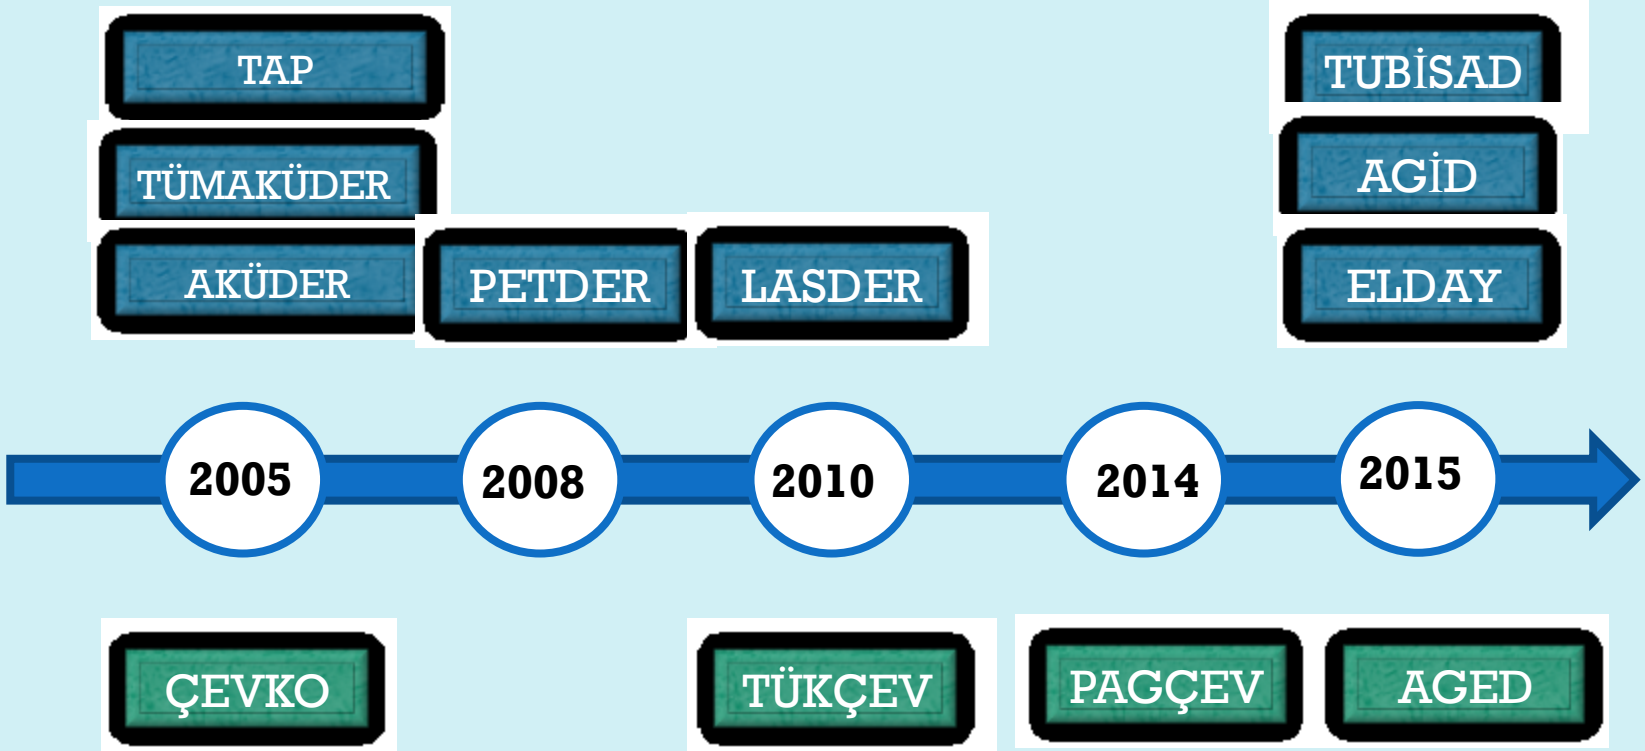 TAP
TUBİSAD
TÜMAKÜDER
AGİD
AKÜDER
PETDER
LASDER
ELDAY
2005
2008
2010
2014
2015
ÇEVKO
TÜKÇEV
PAGÇEV
AGED